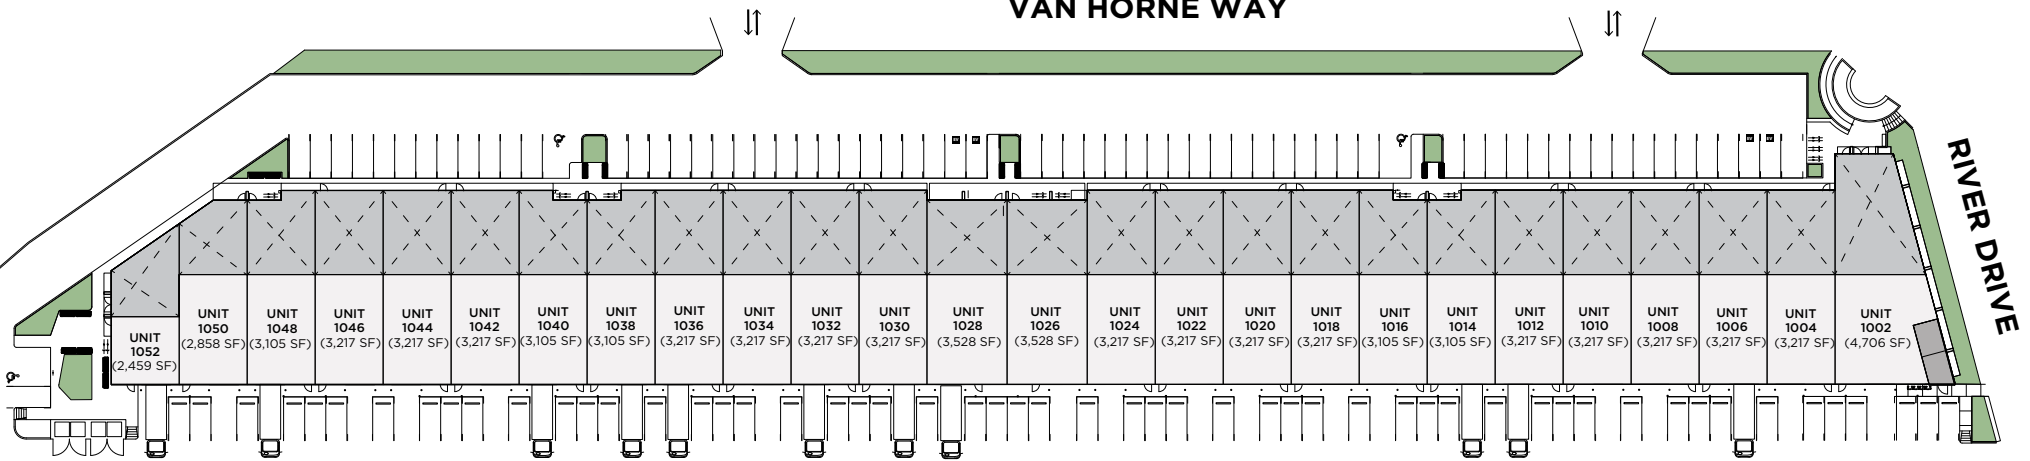 VAN HORNE WAY
RIVER DRIVE
UNIT
1052
(2,459 SF)
UNIT
1050
(2,858 SF)
UNIT
1048
(3,105 SF)
UNIT
1046
(3,217 SF)
UNIT
1044
(3,217 SF)
UNIT
1042
(3,217 SF)
UNIT
1040
(3,105 SF)
UNIT
1038
(3,105 SF)
UNIT
1036
(3,217 SF)
UNIT
1034
(3,217 SF)
UNIT
1032
(3,217 SF)
UNIT
1030
(3,217 SF)
UNIT
1028
(3,528 SF)
UNIT
1026
(3,528 SF)
UNIT
1024
(3,217 SF)
UNIT
1022
(3,217 SF)
UNIT
1020
(3,217 SF)
UNIT
1018
(3,217 SF)
UNIT
1016
(3,105 SF)
UNIT
1014
(3,105 SF)
UNIT
1012
(3,217 SF)
UNIT
1010
(3,217 SF)
UNIT
1008
(3,217 SF)
UNIT
1006
(3,217 SF)
UNIT
1004
(3,217 SF)
UNIT
1002
(4,706 SF)